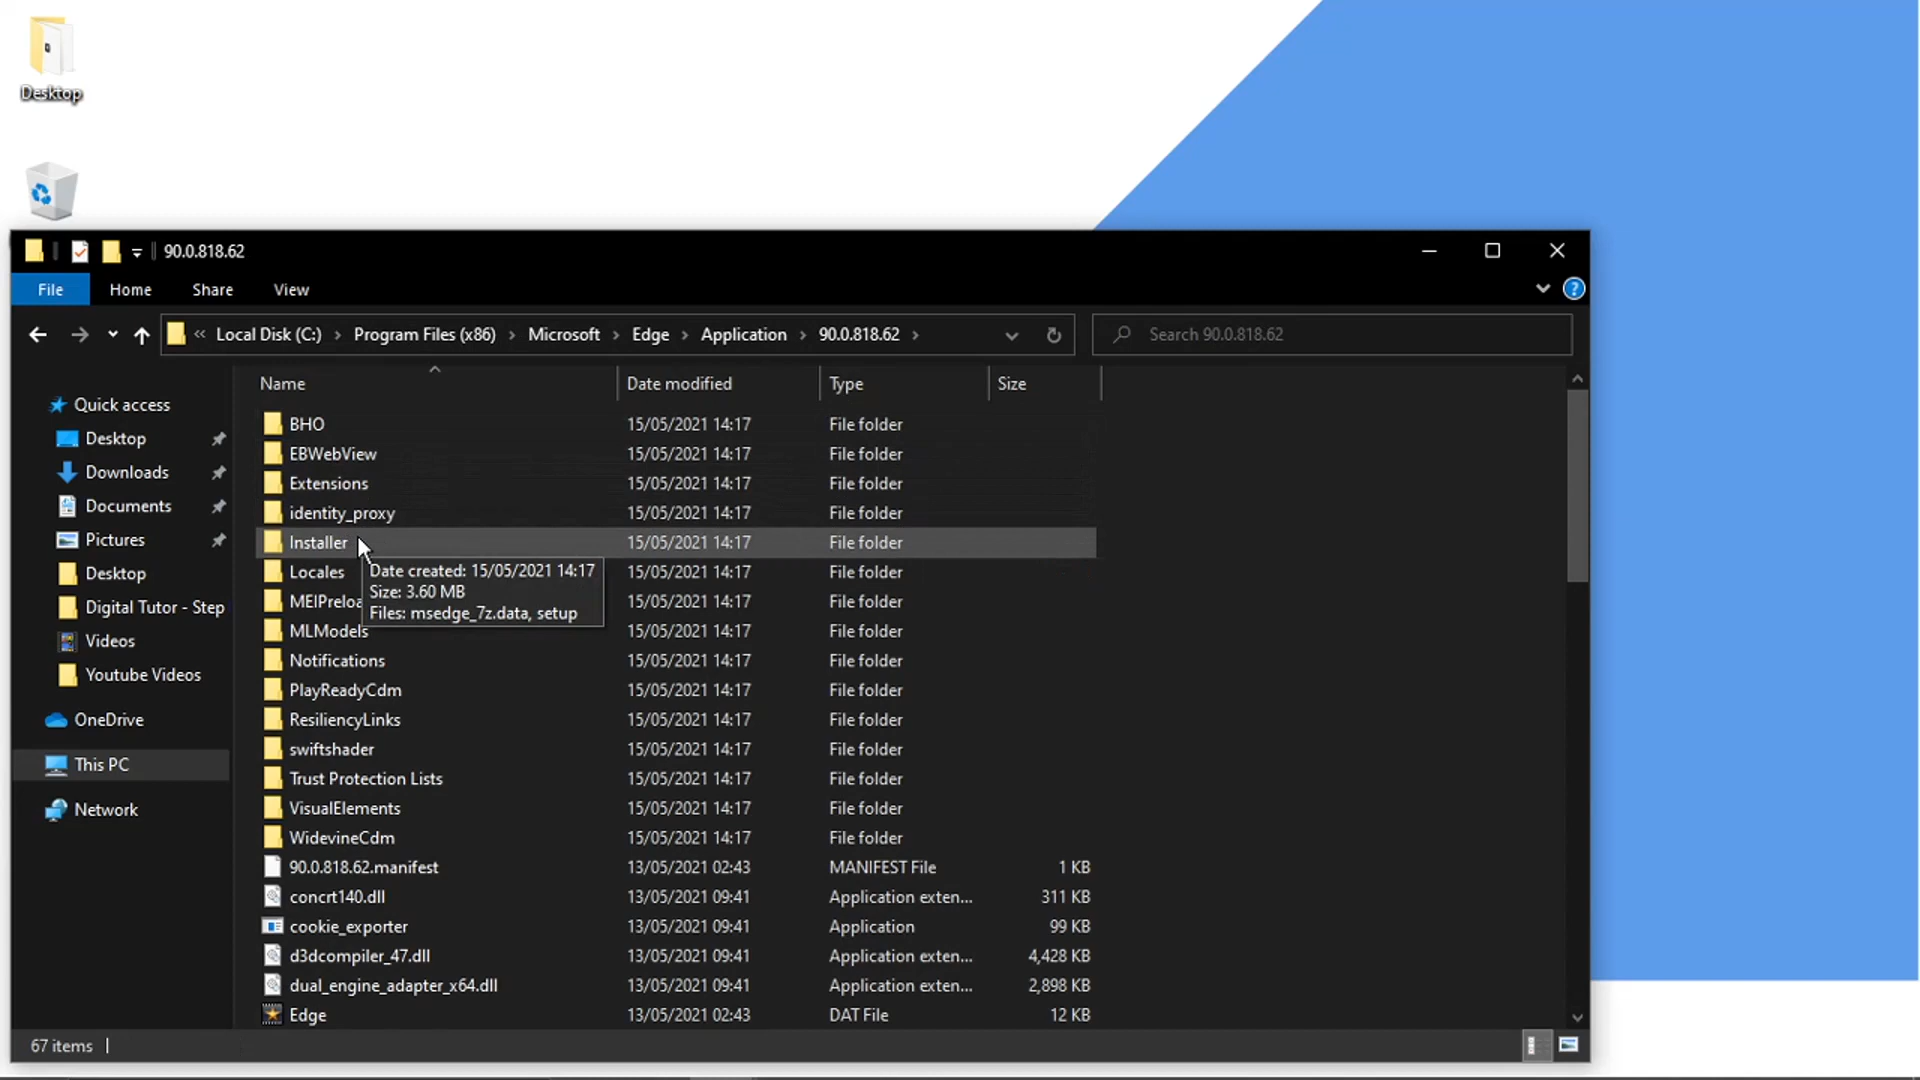 Desktop
90.0.818.62
File Home Share View
« Local Disk (C:) › Program Files (x86) › Microsoft › Edge › Application › 90.0.818.62 ›
Search 90.0.818.62
Name Date modified Type Size
Quick access
Desktop
Downloads
Documents
Pictures
Desktop
Digital Tutor - Step
Videos
Youtube Videos
OneDrive
This PC
Network
BHO 15/05/2021 14:17 File folder
EBWebView 15/05/2021 14:17 File folder
Extensions 15/05/2021 14:17 File folder
identity_proxy 15/05/2021 14:17 File folder
Installer 15/05/2021 14:17 File folder
Locales 15/05/2021 14:17 File folder
MEIPreloa 15/05/2021 14:17 File folder
MLModels 15/05/2021 14:17 File folder
Notifications 15/05/2021 14:17 File folder
PlayReadyCdm 15/05/2021 14:17 File folder
ResiliencyLinks 15/05/2021 14:17 File folder
swiftshader 15/05/2021 14:17 File folder
Trust Protection Lists 15/05/2021 14:17 File folder
VisualElements 15/05/2021 14:17 File folder
WidevineCdm 15/05/2021 14:17 File folder
90.0.818.62.manifest 13/05/2021 02:43 MANIFEST File 1 KB
concrt140.dll 13/05/2021 09:41 Application exten... 311 KB
cookie_exporter 13/05/2021 09:41 Application 99 KB
d3dcompiler_47.dll 13/05/2021 09:41 Application exten... 4,428 KB
dual_engine_adapter_x64.dll 13/05/2021 09:41 Application exten... 2,898 KB
Edge 13/05/2021 02:43 DAT File 12 KB
Date created: 15/05/2021 14:17
Size: 3.60 MB
Files: msedge_7z.data, setup
67 items